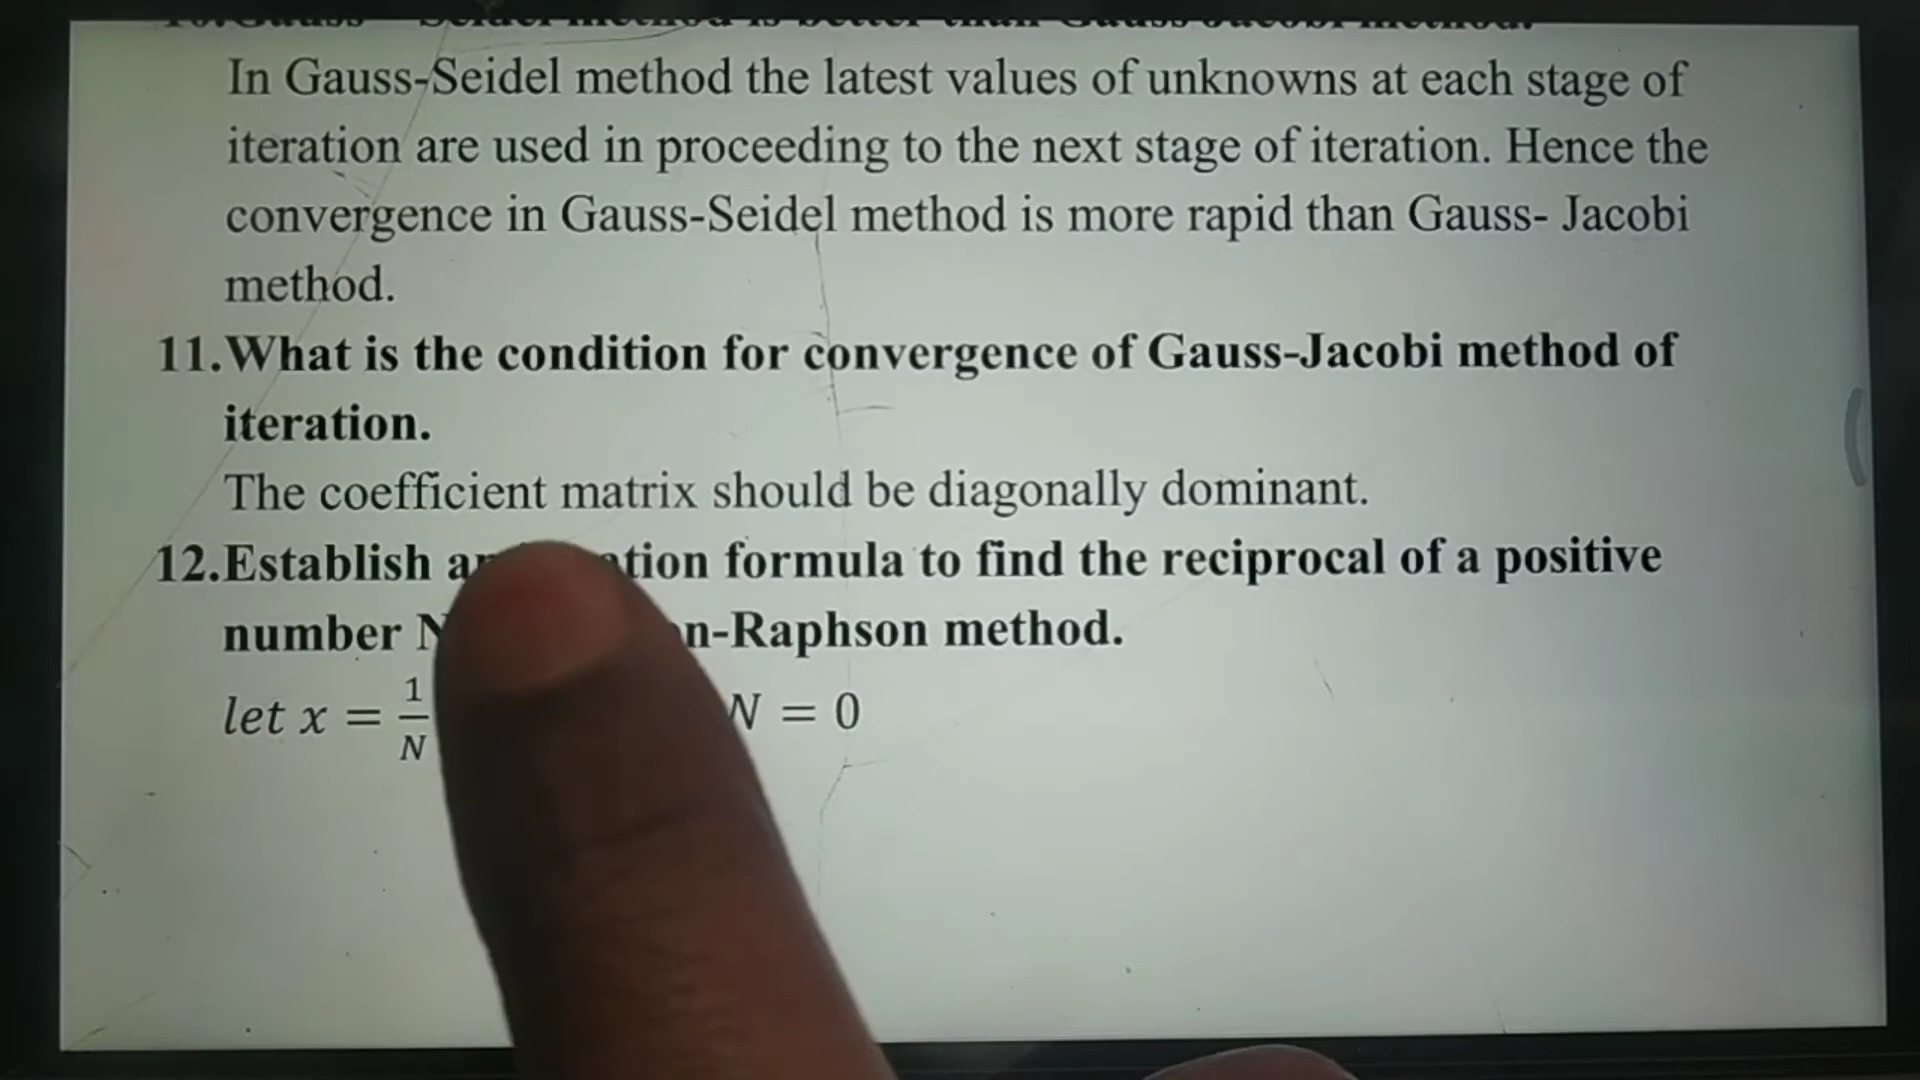 In Gauss-Seidel method the latest values of unknowns at each stage of
iteration are used in proceeding to the next stage of iteration. Hence the
convergence in Gauss-Seidel method is more rapid than Gauss- Jacobi
method.
11.What is the condition for convergence of Gauss-Jacobi method of
iteration.
The coefficient matrix should be diagonally dominant.
12.Establish formula to find the reciprocal of a positive
number N n-Raphson method.
let x = 1/N N = 0